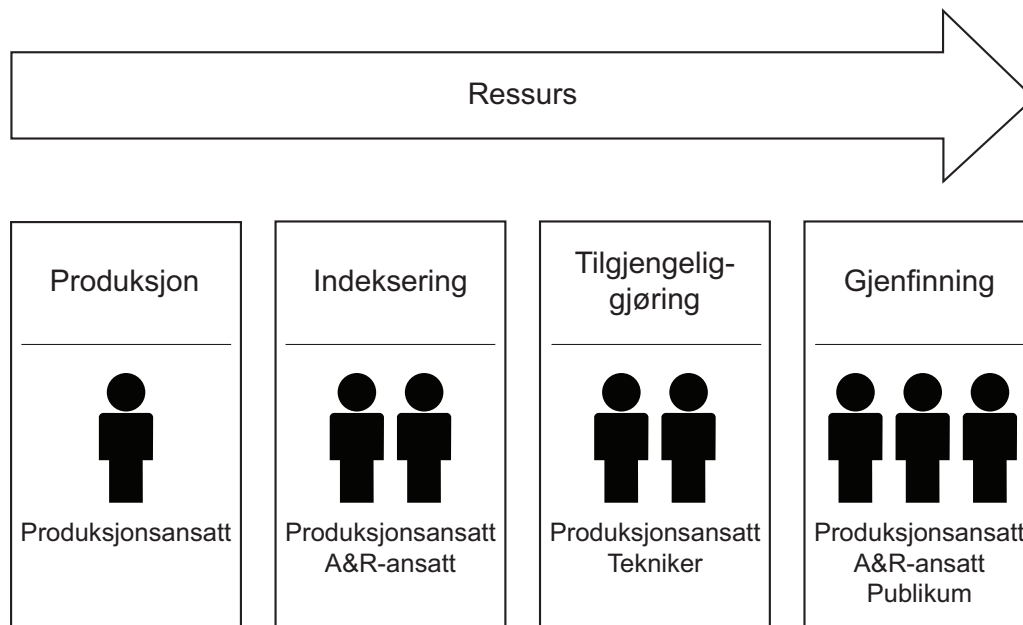 Ressurs
Produksjon
Produksjonsansatt
Indeksering
Produksjonsansatt
A&R-ansatt
Tilgjengelig-
gjøring
Produksjonsansatt
Tekniker
Gjenfinning
Produksjonsansatt
A&R-ansatt
Publikum